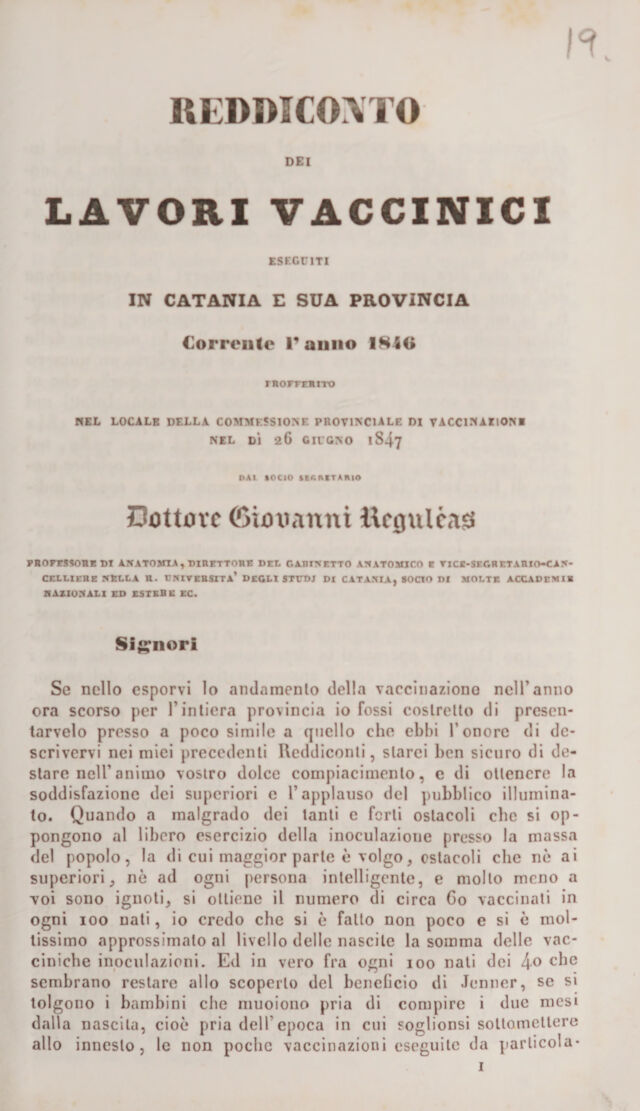 19.
REDDICONTO
DEI
LAVORI VACCINICI
ESEGUITI
IN CATANIA E SUA PROVINCIA
Corrente l' anno 1846
PROFFERITO
NEL LOCALE DELLA COMMESSIONE PROVINCIALE DI VACCINAZIONE
NEL DÌ 26 GIUGNO 1847
DAL SOCIO SEGRETARIO
Dottore Giovanni Reguléas
PROFESSORE DI ANATOMIA, DIRETTORE DEL GABINETTO ANATOMICO E VICE-SEGRETARIO-CAN-
CELLIERE NELLA R. UNIVERSITA' DEGLI STUDJ DI CATANIA, SOCIO DI MOLTE ACCADEMIE
NAZIONALI ED ESTERE EC.
Signori
Se nello esporvi lo andamento della vaccinazione nell'anno
ora scorso per l'intiera provincia io fossi costretto di presen-
tarvelo presso a poco simile a quello che ebbi l'onore di de-
scrivervi nei miei precedenti Reddiconti, starei ben sicuro di de-
stare nell'animo vostro dolce compiacimento, e di ottenere la
soddisfazione dei superiori e l'applauso del pubblico illumina-
to. Quando a malgrado dei tanti e forti ostacoli che si op-
pongono al libero esercizio della inoculazione presso la massa
del popolo, la di cui maggior parte è volgo, ostacoli che nè ai
superiori, nè ad ogni persona intelligente, e molto meno a
voi sono ignoti, si ottiene il numero di circa 60 vaccinati in
ogni 100 nati, io credo che si è fatto non poco e si è mol-
tissimo approssimato al livello delle nascite la somma delle vac-
ciniche inoculazioni. Ed in vero fra ogni 100 nati dei 40 che
sembrano restare allo scoperto del beneficio di Jenner, se si
tolgono i bambini che muoiono pria di compire i due mesi
dalla nascita, cioè pria dell'epoca in cui soglionsi sottomettere
allo innesto, le non poche vaccinazioni eseguite da particola-
1